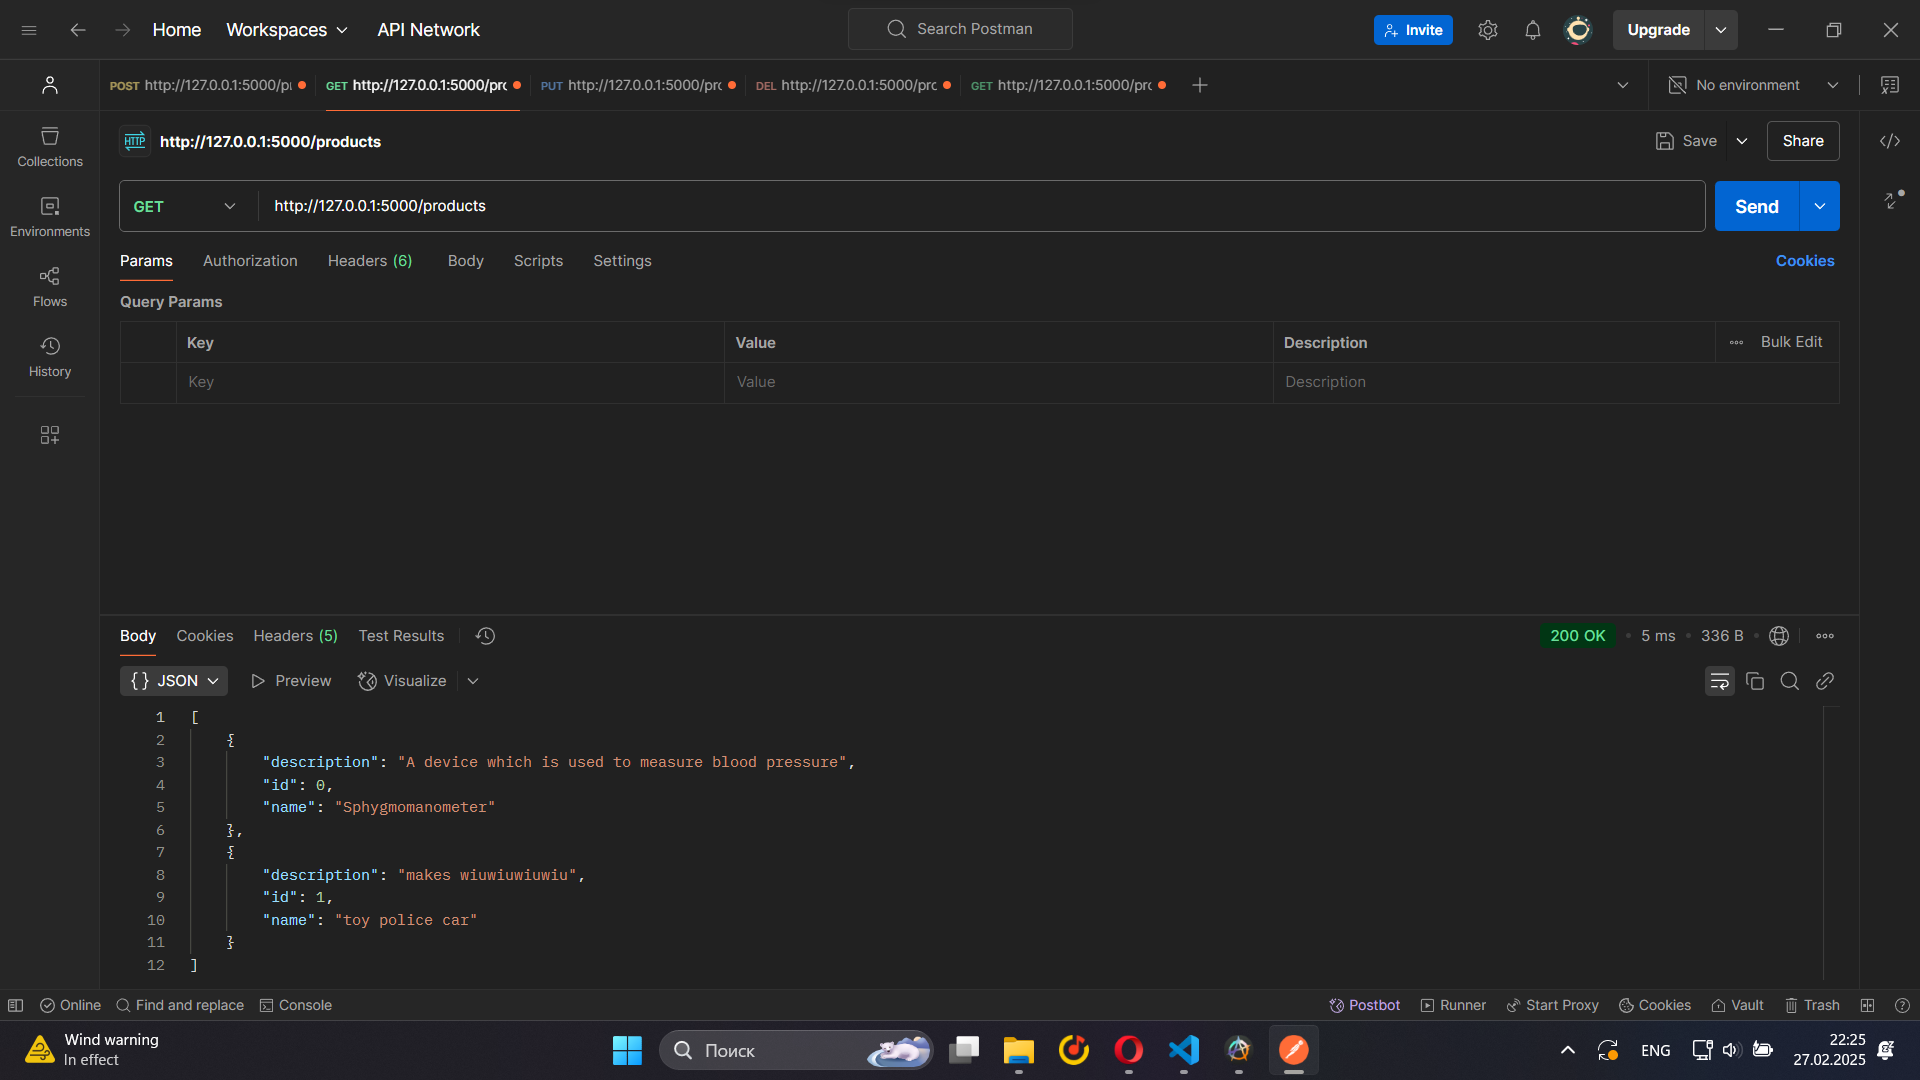 Home Workspaces API Network Search Postman Invite Upgrade
POST http://127.0.0.1:5000/pr GET http://127.0.0.1:5000/prc PUT http://127.0.0.1:5000/prc DEL http://127.0.0.1:5000/prc GET http://127.0.0.1:5000/prc No environment
HTTP http://127.0.0.1:5000/products Save Share
Collections
Environments
Flows
History
GET http://127.0.0.1:5000/products Send
Params Authorization Headers (6) Body Scripts Settings Cookies
Query Params
Key Value Description Bulk Edit
Key Value Description
Body Cookies Headers (5) Test Results 200 OK 5 ms 336 B
{} JSON Preview Visualize
1 [
2 {
3 "description": "A device which is used to measure blood pressure",
4 "id": 0,
5 "name": "Sphygmomanometer"
6 },
7 {
8 "description": "makes wiuwiuwiuwiu",
9 "id": 1,
10 "name": "toy police car"
11 }
12 ]
Online Find and replace Console Postbot Runner Start Proxy Cookies Vault Trash
Wind warning
In effect
Поиск
ENG
22:25
27.02.2025